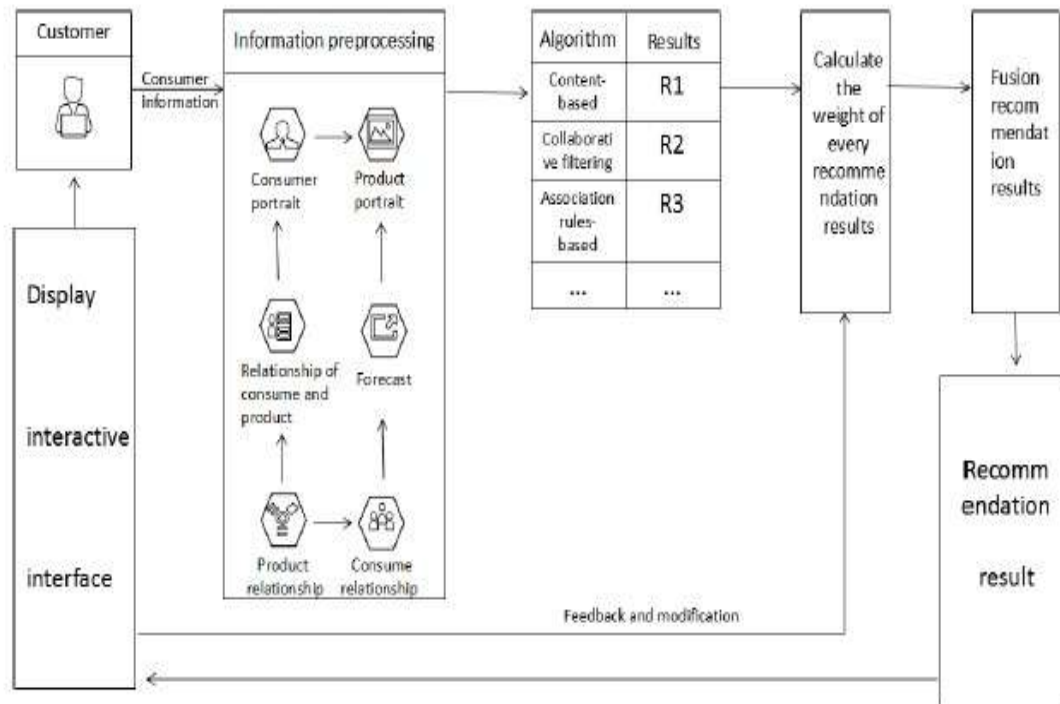 Customer
Consumer
Information
Information preprocessing
Consumer
portrait
Product
portrait
Relationship of
consume and
product
Forecast
Product
relationship
Consume
relationship
Algorithm
Results
Content-
based
R1
Collaborat
ive filtering
R2
Association
rules-
based
R3
...
...
Calculate
the
weight of
every
recomme
ndation
results
Fusion
recom
mendat
ion
results
Recomm
endation
result
Display
interactive
interface
Feedback and modification